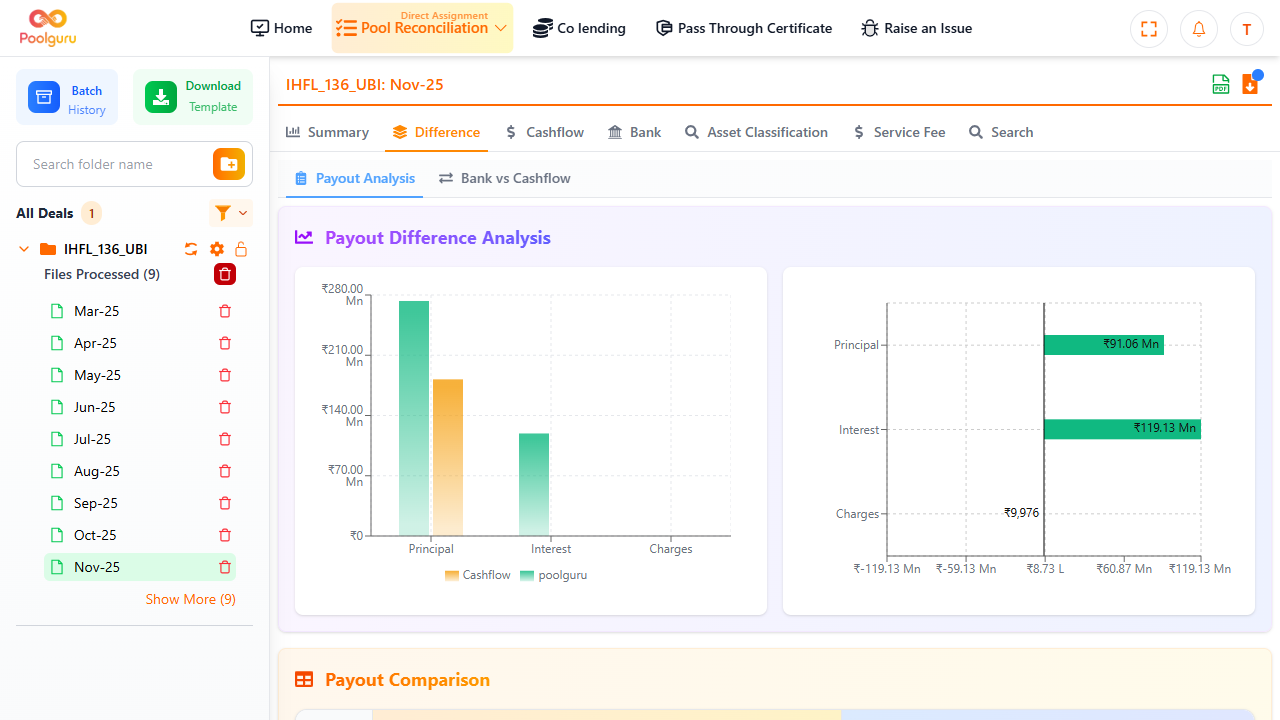 Poolguru
Home
Direct Assignment
Pool Reconciliation
Co lending
Pass Through Certificate
Raise an Issue
T
Batch
History
Download
Template
Search folder name
All Deals 1
IHFL_136_UBI
Files Processed (9)
Mar-25
Apr-25
May-25
Jun-25
Jul-25
Aug-25
Sep-25
Oct-25
Nov-25
Show More (9)
IHFL_136_UBI: Nov-25
PDF
Summary Difference Cashflow Bank Asset Classification Service Fee Search
Payout Analysis Bank vs Cashflow
Payout Difference Analysis
₹280.00
Mn
₹210.00
Mn
₹140.00
Mn
₹70.00
Mn
₹0
Principal Interest Charges
Cashflow poolguru
Principal ₹91.06 Mn
Interest ₹119.13 Mn
Charges ₹9,976
₹-119.13 Mn ₹-59.13 Mn ₹8.73 L ₹60.87 Mn ₹119.13 Mn
Payout Comparison